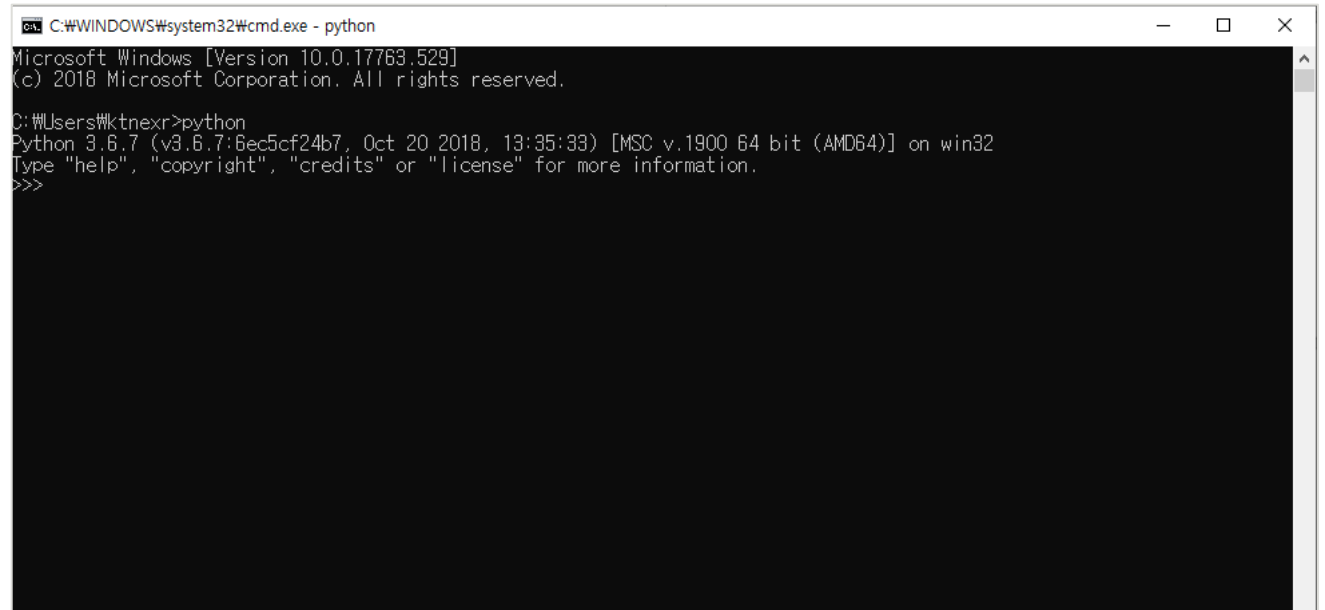 C:₩WINDOWS₩system32₩cmd.exe - python
Microsoft Windows [Version 10.0.17763.529]
(c) 2018 Microsoft Corporation. All rights reserved.
C:₩Users₩ktnexr>python
Python 3.6.7 (v3.6.7:6ec5cf24b7, Oct 20 2018, 13:35:33) [MSC v.1900 64 bit (AMD64)] on win32
Type "help", "copyright", "credits" or "license" for more information.
>>>